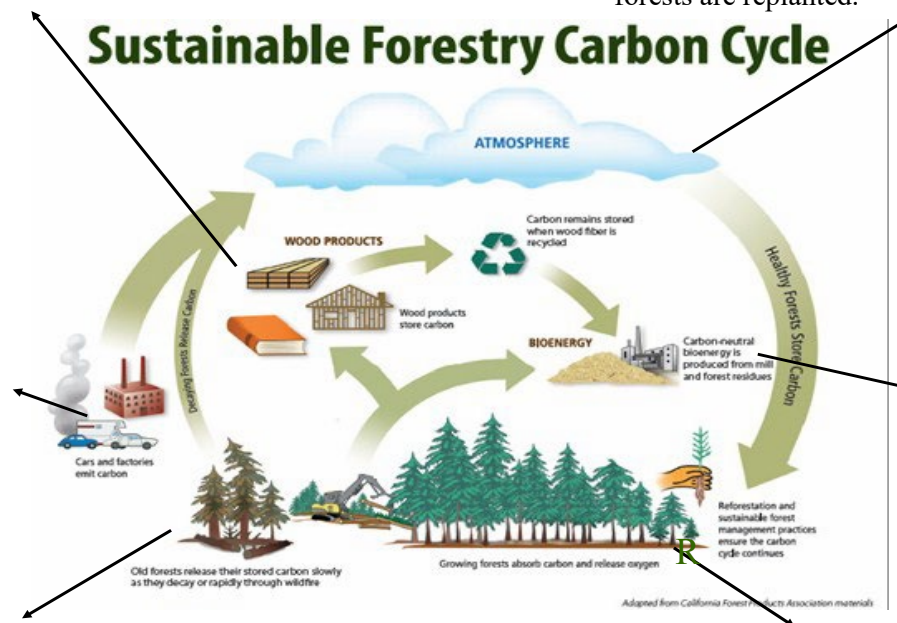 forests are replanted.
Sustainable Forestry Carbon Cycle
ATMOSPHERE
Carbon remains stored
when wood fiber is
recycled
WOOD PRODUCTS
Wood products
store carbon
BIOENERGY
Carbon-neutral
bioenergy is
produced from mill
and forest residues
Healthy Forests Store Carbon
Decaying Forests Release Carbon
Cars and factories
emit carbon
Old forests release their stored carbon slowly
as they decay or rapidly through wildfire
Growing forests absorb carbon and release oxygen
R
Reforestation and
sustainable forest
management practices
ensure the carbon
cycle continues
Adapted from California Forest Products Association materials